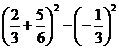 (2/3 + 5/6)² − (−1/3)²